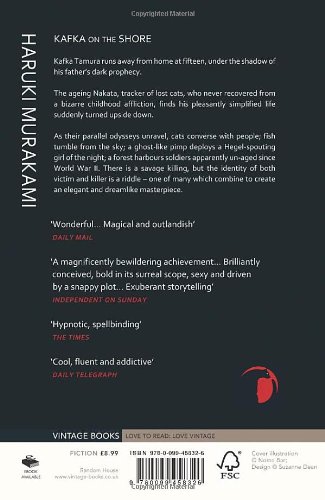 HARUKI MURAKAMI
KAFKA ON THE SHORE
Kafka Tamura runs away from home at fifteen, under the shadow of
his father's dark prophecy.
The ageing Nakata, tracker of lost cats, who never recovered from
a bizarre childhood affliction, finds his pleasantly simplified life
suddenly turned upside down.
As their parallel odysseys unravel, cats converse with people; fish
tumble from the sky; a ghost-like pimp deploys a Hegel-spouting
girl of the night; a forest harbours soldiers apparently un-aged since
World War II. There is a savage killing, but the identity of both
victim and killer is a riddle – one of many which combine to create
an elegant and dreamlike masterpiece.
'Wonderful... Magical and outlandish'
DAILY MAIL
'A magnificently bewildering achievement... Brilliantly
conceived, bold in its surreal scope, sexy and driven
by a snappy plot... Exuberant storytelling'
INDEPENDENT ON SUNDAY
'Hypnotic, spellbinding'
THE TIMES
'Cool, fluent and addictive'
DAILY TELEGRAPH
VINTAGE BOOKS
LOVE TO READ: LOVE VINTAGE
EBOOK
AVAILABLE
FICTION £8.99
Random House
www.vintage-books.co.uk
ISBN 978-0-099-45832-6
9 780099 458326
FSC
Cover illustration
© Noma Bar;
Design © Suzanne Dean